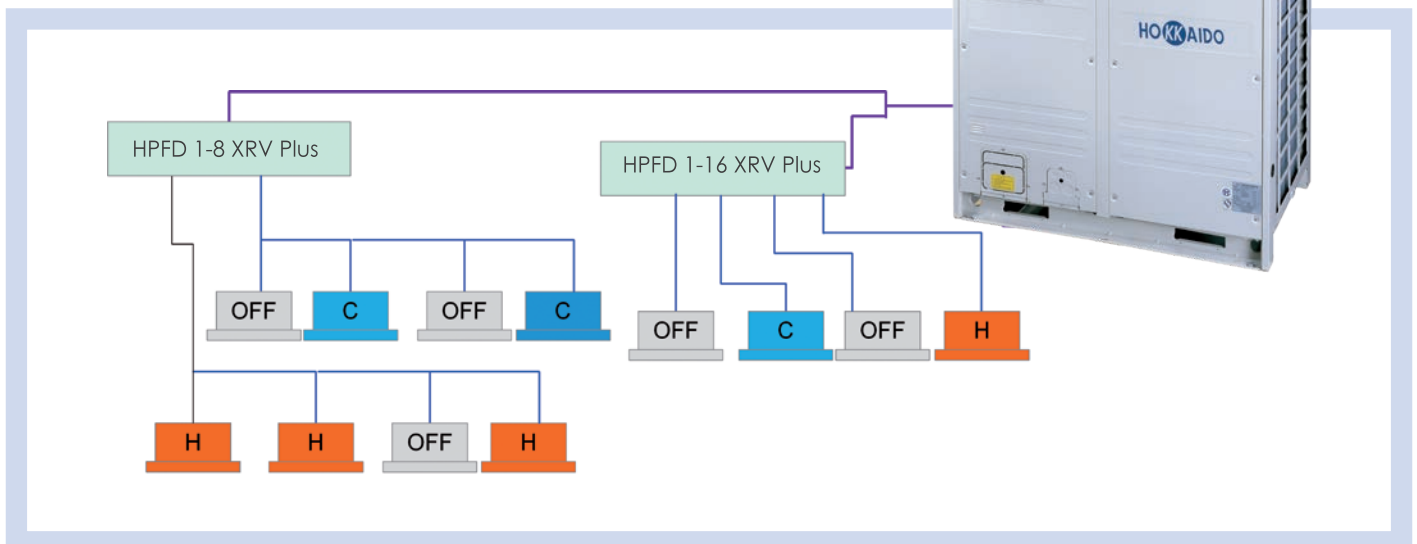 HOKKAIDO
HPFD 1-8 XRV Plus
HPFD 1-16 XRV Plus
OFF
C
OFF
C
OFF
C
OFF
H
H
H
OFF
H